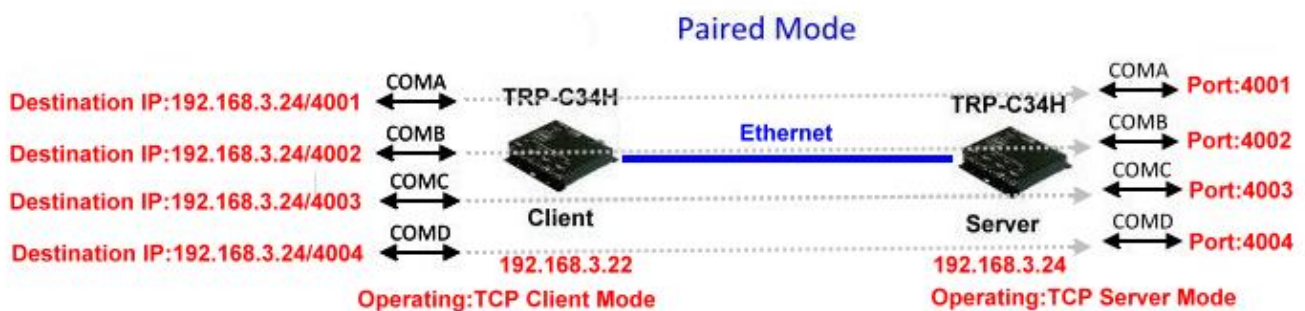 Paired Mode
COMA
COMA
Destination IP:192.168.3.24/4001
TRP-C34H
TRP-C34H
Port:4001
COMB
Ethernet
COMB
Destination IP:192.168.3.24/4002
Port:4002
COMC
COMC
Destination IP:192.168.3.24/4003
Port:4003
Client
Server
COMD
COMD
Destination IP:192.168.3.24/4004
Port:4004
192.168.3.22
192.168.3.24
Operating:TCP Client Mode
Operating:TCP Server Mode